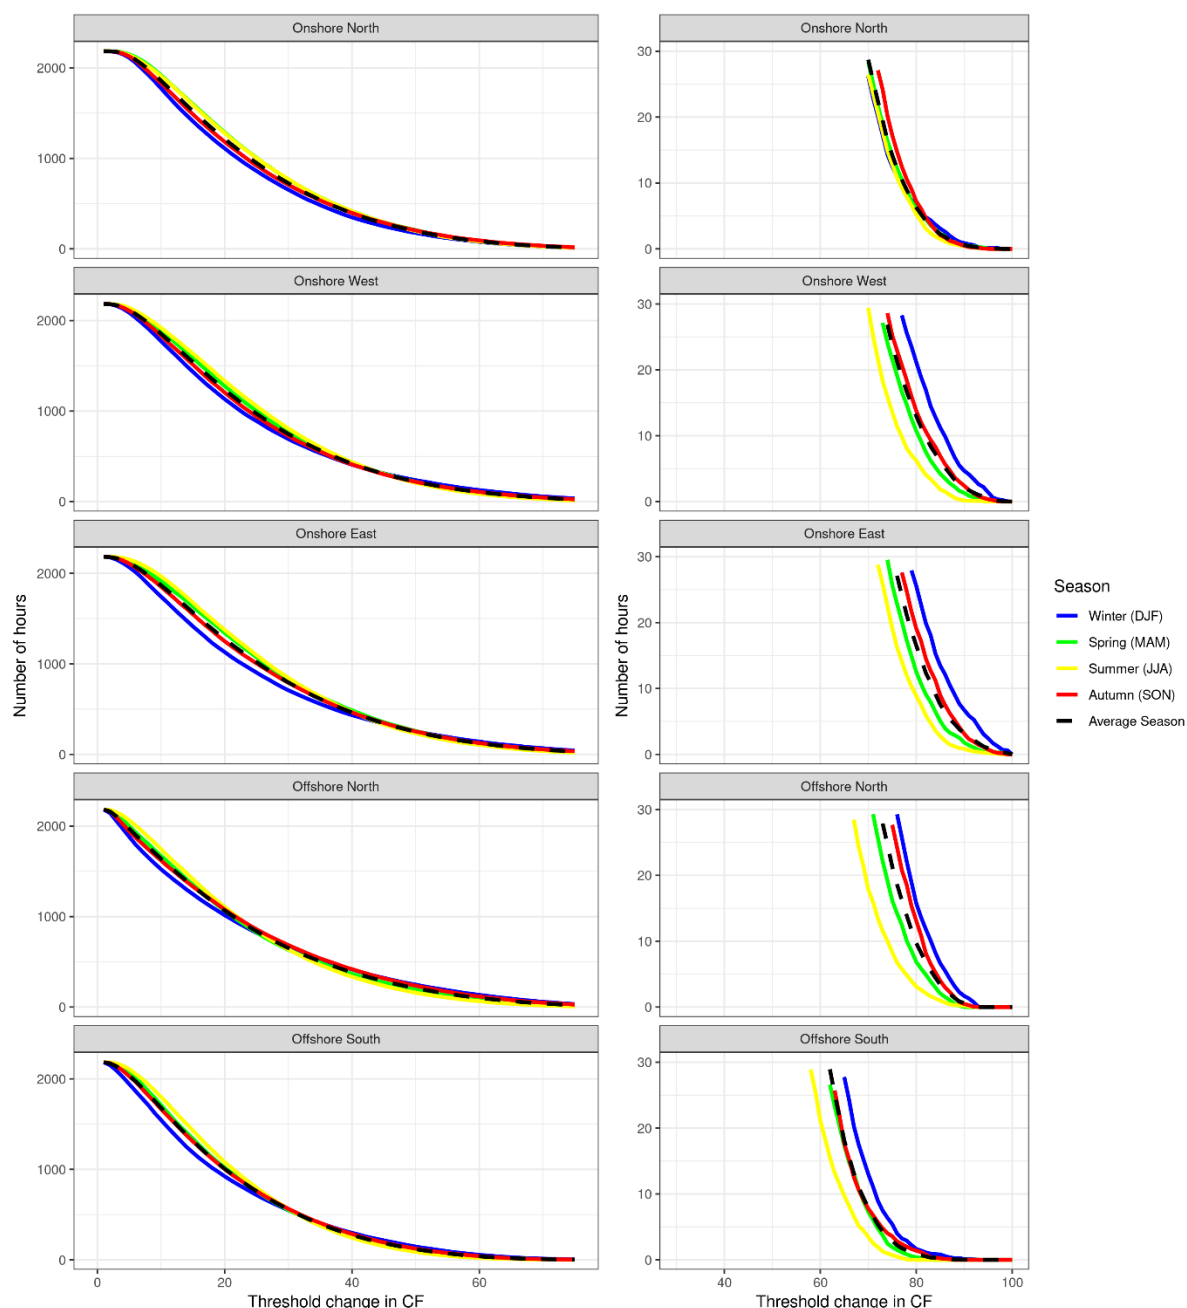 Onshore North
Onshore North
2000
1000
0
30
20
10
0
Onshore West
Onshore West
2000
1000
0
30
20
10
0
Onshore East
Onshore East
2000
1000
0
30
20
10
0
Offshore North
Offshore North
2000
1000
0
30
20
10
0
Offshore South
Offshore South
2000
1000
0
30
20
10
0
0 20 40 60
40 60 80 100
Threshold change in CF
Threshold change in CF
Number of hours
Number of hours
Season
Winter (DJF)
Spring (MAM)
Summer (JJA)
Autumn (SON)
Average Season